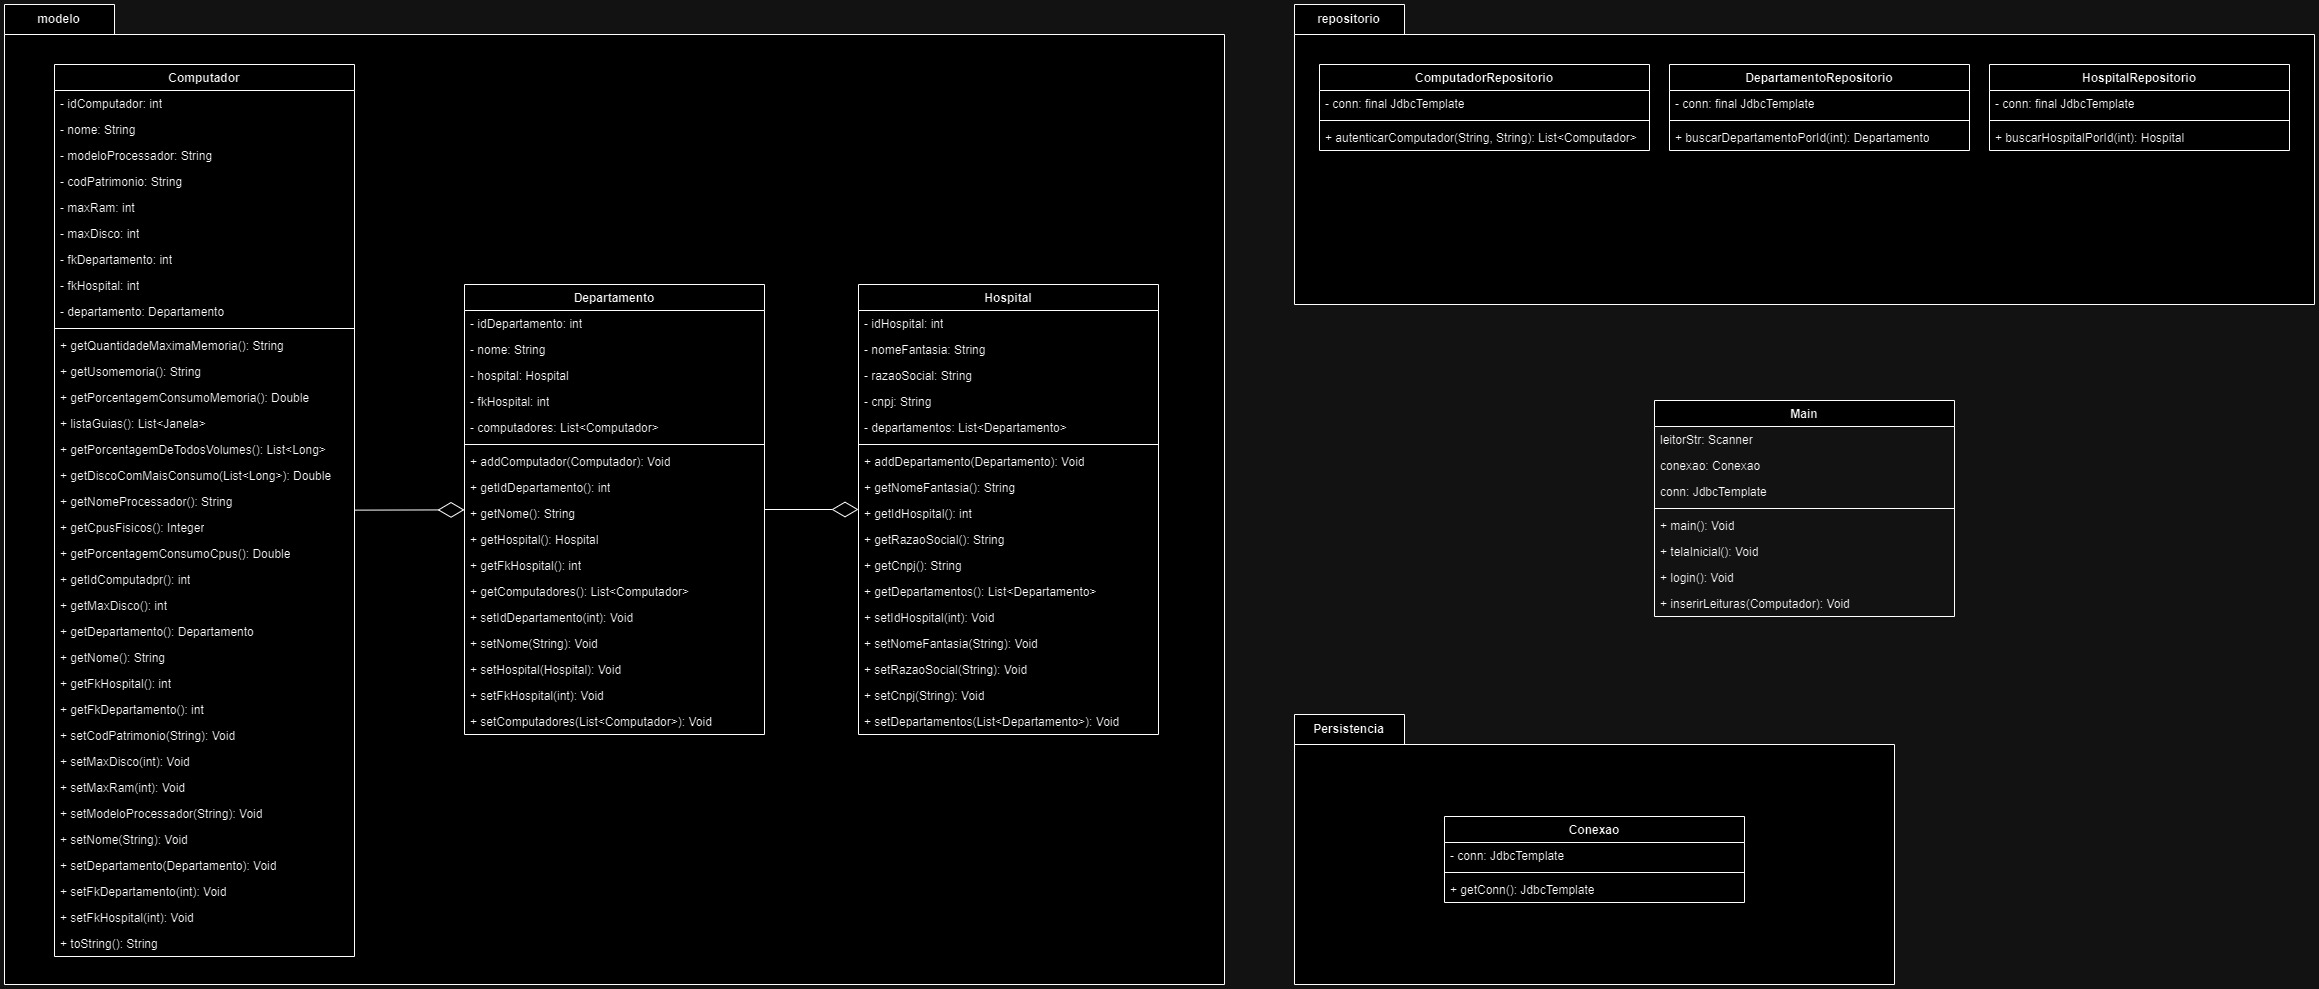 modelo
Computador
- idComputador: int
- nome: String
- modeloProcessador: String
- codPatrimonio: String
- maxRam: int
- maxDisco: int
- fkDepartamento: int
- fkHospital: int
- departamento: Departamento
+ getQuantidadeMaximaMemoria(): String
+ getUsomemoria(): String
+ getPorcentagemConsumoMemoria(): Double
+ listaGuias(): List<Janela>
+ getPorcentagemDeTodosVolumes(): List<Long>
+ getDiscoComMaisConsumo(List<Long>): Double
+ getNomeProcessador(): String
+ getCpusFisicos(): Integer
+ getPorcentagemConsumoCpus(): Double
+ getIdComputadpr(): int
+ getMaxDisco(): int
+ getDepartamento(): Departamento
+ getNome(): String
+ getFkHospital(): int
+ getFkDepartamento(): int
+ setCodPatrimonio(String): Void
+ setMaxDisco(int): Void
+ setMaxRam(int): Void
+ setModeloProcessador(String): Void
+ setNome(String): Void
+ setDepartamento(Departamento): Void
+ setFkDepartamento(int): Void
+ setFkHospital(int): Void
+ toString(): String
Departamento
- idDepartamento: int
- nome: String
- hospital: Hospital
- fkHospital: int
- computadores: List<Computador>
+ addComputador(Computador): Void
+ getIdDepartamento(): int
+ getNome(): String
+ getHospital(): Hospital
+ getFkHospital(): int
+ getComputadores(): List<Computador>
+ setIdDepartamento(int): Void
+ setNome(String): Void
+ setHospital(Hospital): Void
+ setFkHospital(int): Void
+ setComputadores(List<Computador>): Void
Hospital
- idHospital: int
- nomeFantasia: String
- razaoSocial: String
- cnpj: String
- departamentos: List<Departamento>
+ addDepartamento(Departamento): Void
+ getNomeFantasia(): String
+ getIdHospital(): int
+ getRazaoSocial(): String
+ getCnpj(): String
+ getDepartamentos(): List<Departamento>
+ setIdHospital(int): Void
+ setNomeFantasia(String): Void
+ setRazaoSocial(String): Void
+ setCnpj(String): Void
+ setDepartamentos(List<Departamento>): Void
repositorio
ComputadorRepositorio
- conn: final JdbcTemplate
+ autenticarComputador(String, String): List<Computador>
DepartamentoRepositorio
- conn: final JdbcTemplate
+ buscarDepartamentoPorId(int): Departamento
HospitalRepositorio
- conn: final JdbcTemplate
+ buscarHospitalPorId(int): Hospital
Main
leitorStr: Scanner
conexao: Conexao
conn: JdbcTemplate
+ main(): Void
+ telaInicial(): Void
+ login(): Void
+ inserirLeituras(Computador): Void
Persistencia
Conexao
- conn: JdbcTemplate
+ getConn(): JdbcTemplate